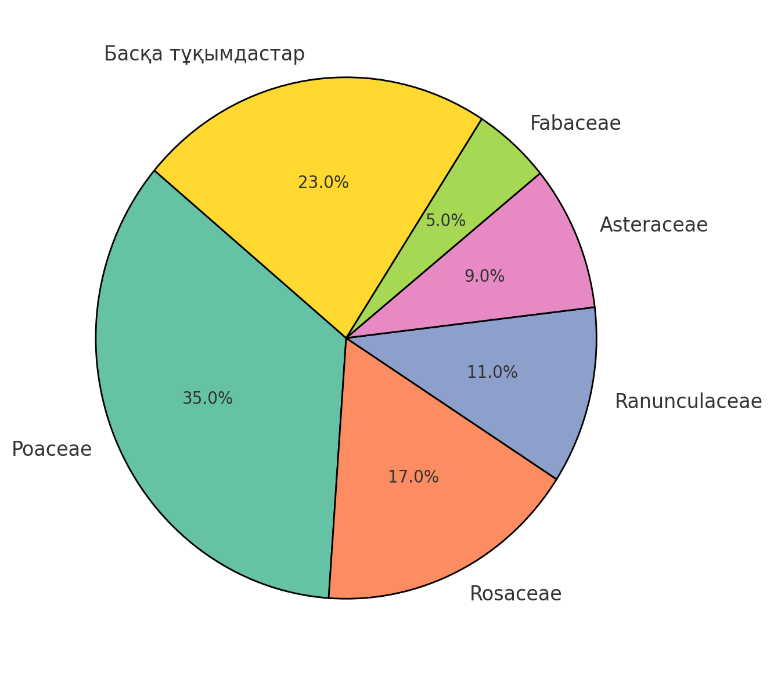 Басқа тұқымдастар
Fabaceae
23.0%
5.0%
Asteraceae
9.0%
11.0%
35.0%
Ranunculaceae
Poaceae
17.0%
Rosaceae